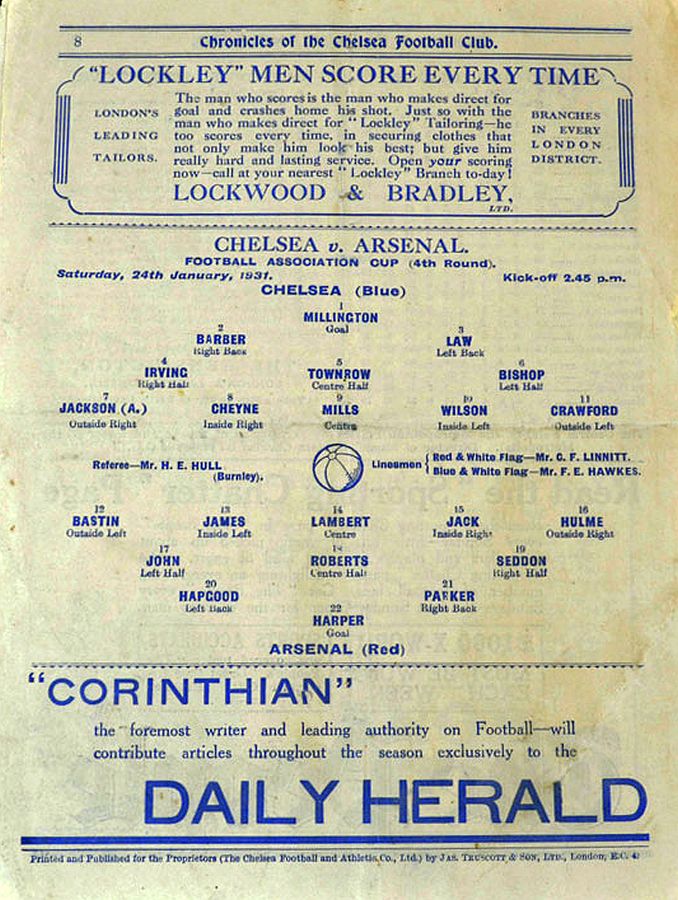 8
Chronicles of the Chelsea Football Club.
"LOCKLEY" MEN SCORE EVERY TIME
LONDON'S
LEADING
TAILORS.
The man who scores is the man who makes direct for
goal and crashes home his shot. Just so with the
man who makes direct for "Lockley" Tailoring—he
too scores every time, in securing clothes that
not only make him look his best; but give him
really hard and lasting service. Open your scoring
now—call at your nearest "Lockley" Branch to-day!
BRANCHES
IN EVERY
LONDON
DISTRICT.
LOCKWOOD & BRADLEY,
LTD.
CHELSEA v. ARSENAL.
FOOTBALL ASSOCIATION CUP (4th Round).
Saturday, 24th January, 1931. Kick-off 2.45 p.m.
CHELSEA (Blue)
1
MILLINGTON
Goal
2 3
BARBER LAW
Right Back Left Back
4 5 6
IRVING TOWNROW BISHOP
Right Half Centre Half Left Half
7 8 9 10 11
JACKSON (A.) CHEYNE MILLS WILSON CRAWFORD
Outside Right Inside Right Centre Inside Left Outside Left
Referee—Mr. H. E. HULL
(Burnley).
Linesmen { Red & White Flag—Mr. C. F. LINNITT.
Blue & White Flag—Mr. F. E. HAWKES.
12 13 14 15 16
BASTIN JAMES LAMBERT JACK HULME
Outside Left Inside Left Centre Inside Right Outside Right
17 18 19
JOHN ROBERTS SEDDON
Left Half Centre Half Right Half
20 21
HAPGOOD PARKER
Left Back Right Back
22
HARPER
Goal
ARSENAL (Red)
"CORINTHIAN"
the foremost writer and leading authority on Football—will
contribute articles throughout the season exclusively to the
DAILY HERALD
Printed and Published for the Proprietors (The Chelsea Football and Athletic Co., Ltd.) by JAS. TRUSCOTT & SON, LTD., London, E.C. 4